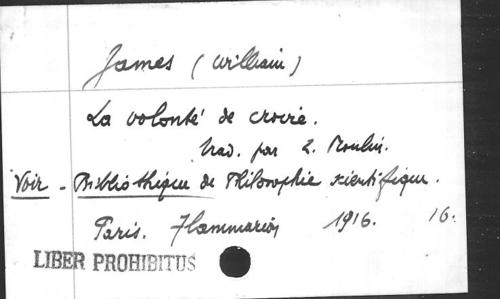 James (William)
La volonté de croire.
trad. par L. Moulin.
Voir - Bibliothèque de Philosophie scientifique.
Paris. Flammarion 1916. 16.
LIBER PROHIBITUS